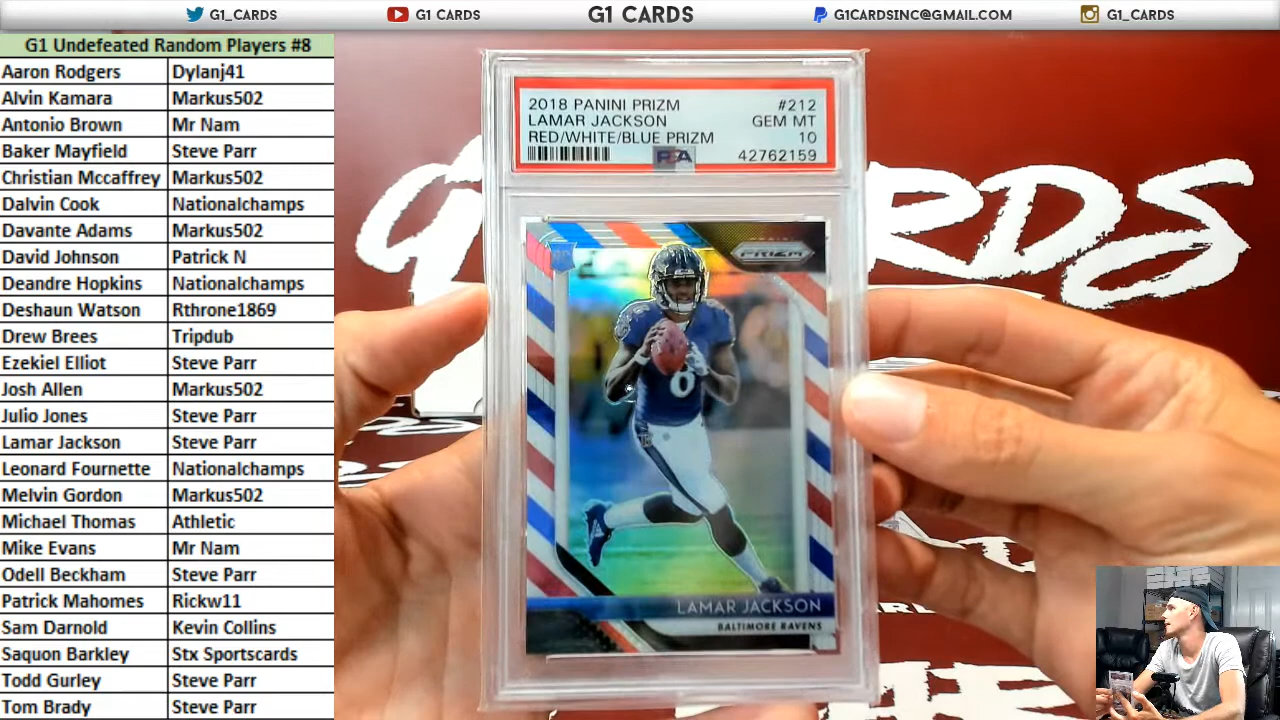 G1_CARDS
G1 CARDS
G1 CARDS
G1CARDSINC@GMAIL.COM
G1_CARDS
G1 Undefeated Random Players #8
Aaron Rodgers Dylanj41
Alvin Kamara Markus502
Antonio Brown Mr Nam
Baker Mayfield Steve Parr
Christian Mccaffrey Markus502
Dalvin Cook Nationalchamps
Davante Adams Markus502
David Johnson Patrick N
Deandre Hopkins Nationalchamps
Deshaun Watson Rthrone1869
Drew Brees Tripdub
Ezekiel Elliot Steve Parr
Josh Allen Markus502
Julio Jones Steve Parr
Lamar Jackson Steve Parr
Leonard Fournette Nationalchamps
Melvin Gordon Markus502
Michael Thomas Athletic
Mike Evans Mr Nam
Odell Beckham Steve Parr
Patrick Mahomes Rickw11
Sam Darnold Kevin Collins
Saquon Barkley Stx Sportscards
Todd Gurley Steve Parr
Tom Brady Steve Parr
2018 PANINI PRIZM #212
LAMAR JACKSON GEM MT
RED/WHITE/BLUE PRIZM 10
PSA 42762159
PRIZM
8
LAMAR JACKSON
BALTIMORE RAVENS